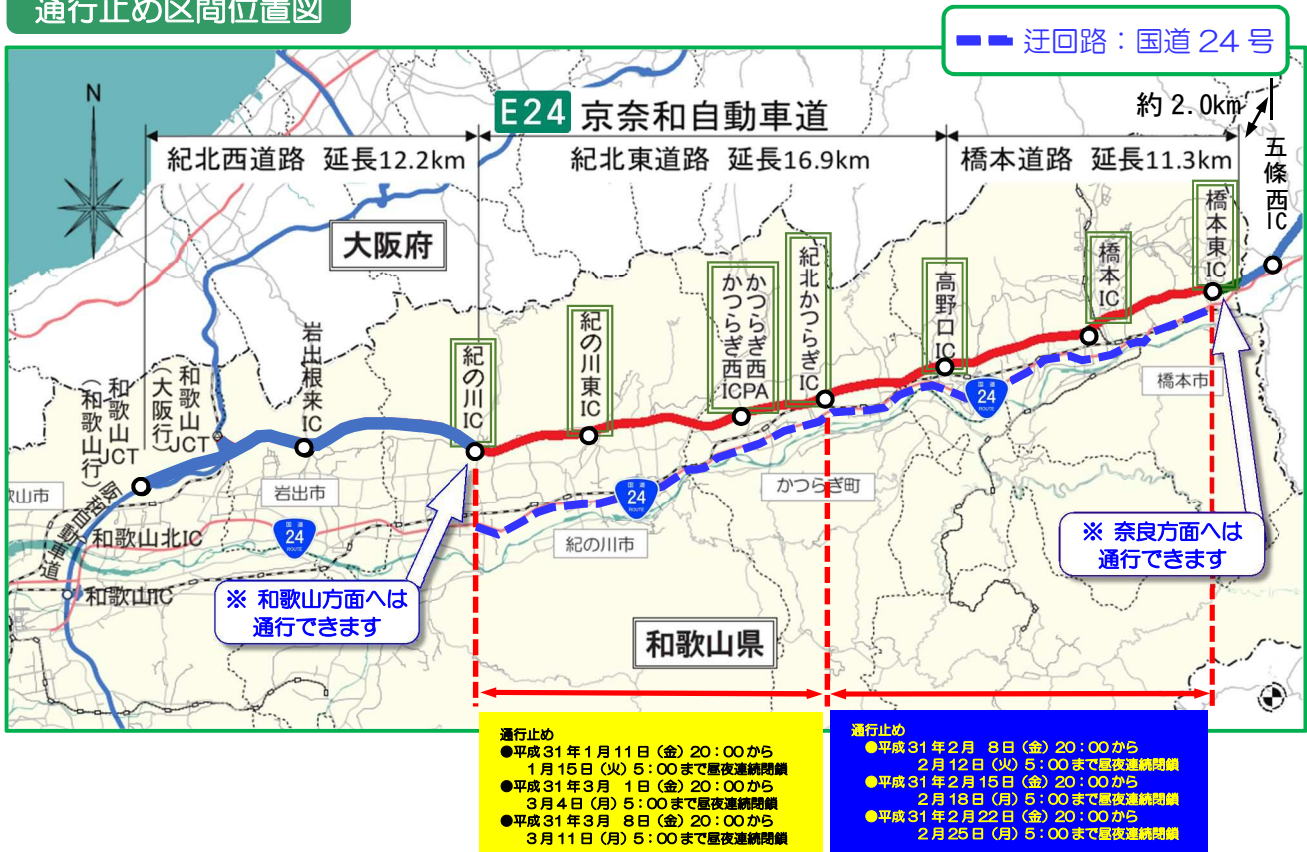 通行止め区間位置図
迂回路：国道24号
N
E24 京奈和自動車道
約2.0km
紀北西道路 延長12.2km
紀北東道路 延長16.9km
橋本道路 延長11.3km
五條西IC
大阪府
橋本東IC
橋本IC
高野口IC
紀北かつらぎIC
かつらぎ西PA
かつらぎ西IC
紀の川東IC
紀の川IC
岩出根来IC
和歌山JCT
（大阪行）
和歌山JCT
（和歌山行）
橋本市
国道
24
ROUTE
かつらぎ町
国道
24
ROUTE
紀の川市
岩出市
国道
24
ROUTE
歌山市
阪和自動車道
和歌山北IC
和歌山IC
※ 和歌山方面へは
通行できます
※ 奈良方面へは
通行できます
和歌山県
通行止め
●平成31年1月11日（金）20：00から
1月15日（火）5：00まで昼夜連続閉鎖
●平成31年3月 1日（金）20：00から
3月4日（月）5：00まで昼夜連続閉鎖
●平成31年3月 8日（金）20：00から
3月11日（月）5：00まで昼夜連続閉鎖
通行止め
●平成31年2月 8日（金）20：00から
2月12日（火）5：00まで昼夜連続閉鎖
●平成31年2月15日（金）20：00から
2月18日（月）5：00まで昼夜連続閉鎖
●平成31年2月22日（金）20：00から
2月25日（月）5：00まで昼夜連続閉鎖